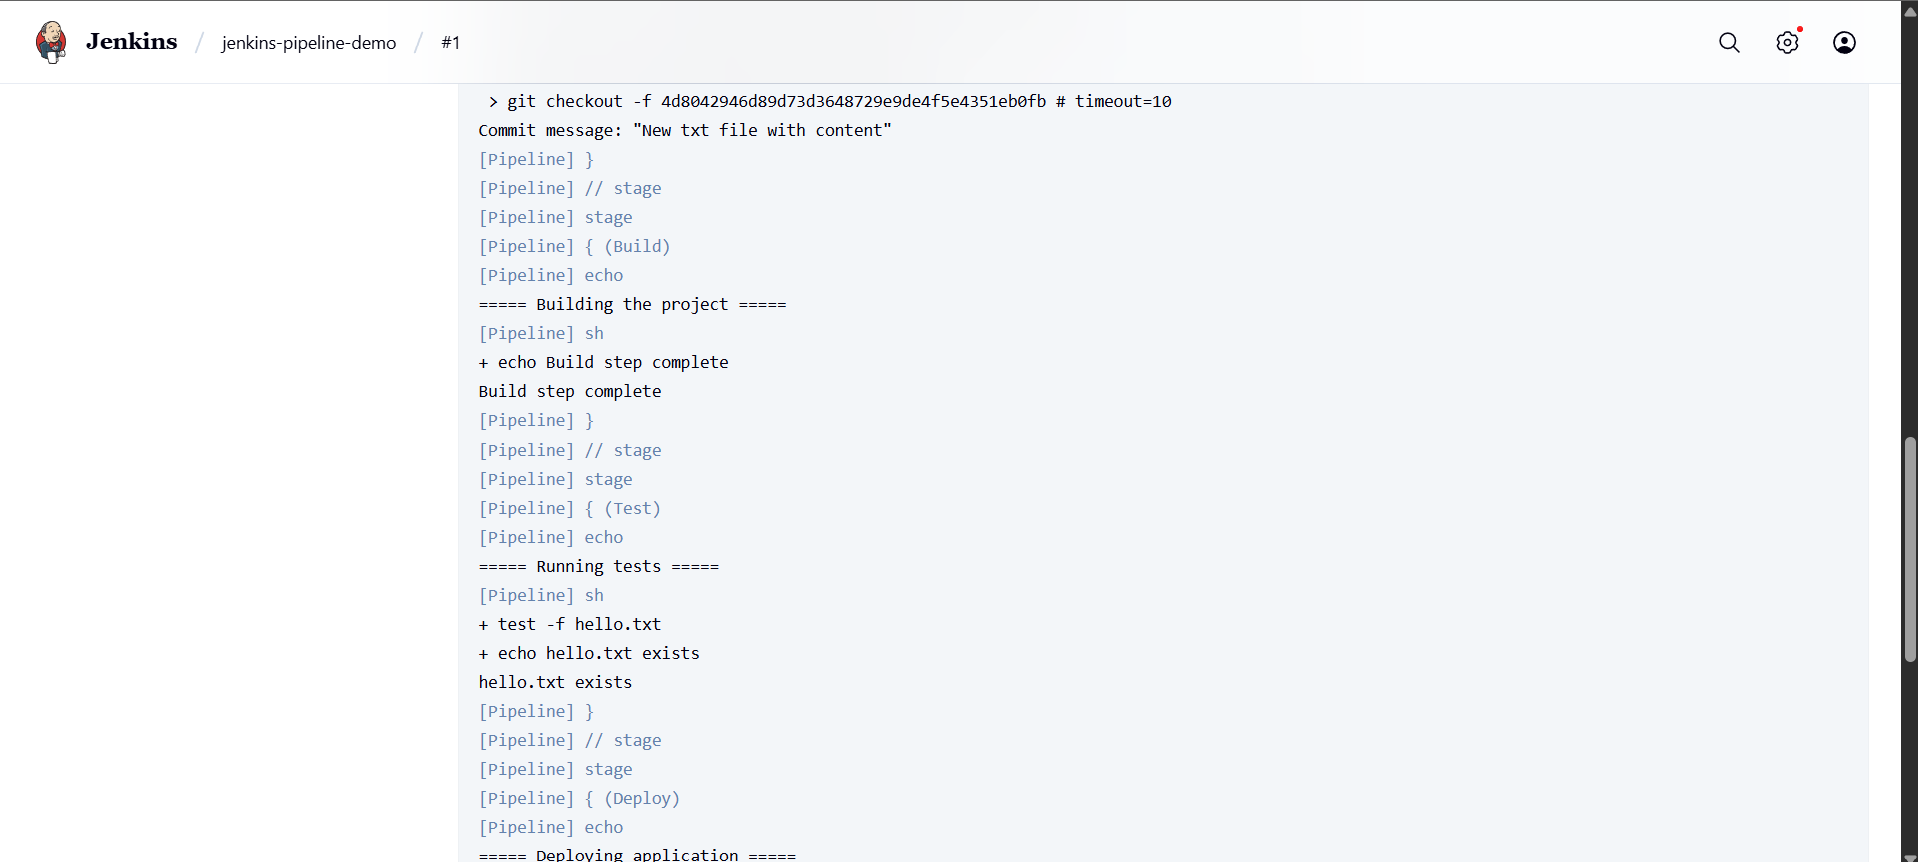 Jenkins / jenkins-pipeline-demo / #1
> git checkout -f 4d8042946d89d73d3648729e9de4f5e4351eb0fb # timeout=10
Commit message: "New txt file with content"
[Pipeline] }
[Pipeline] // stage
[Pipeline] stage
[Pipeline] { (Build)
[Pipeline] echo
===== Building the project =====
[Pipeline] sh
+ echo Build step complete
Build step complete
[Pipeline] }
[Pipeline] // stage
[Pipeline] stage
[Pipeline] { (Test)
[Pipeline] echo
===== Running tests =====
[Pipeline] sh
+ test -f hello.txt
+ echo hello.txt exists
hello.txt exists
[Pipeline] }
[Pipeline] // stage
[Pipeline] stage
[Pipeline] { (Deploy)
[Pipeline] echo
===== Deploying application =====